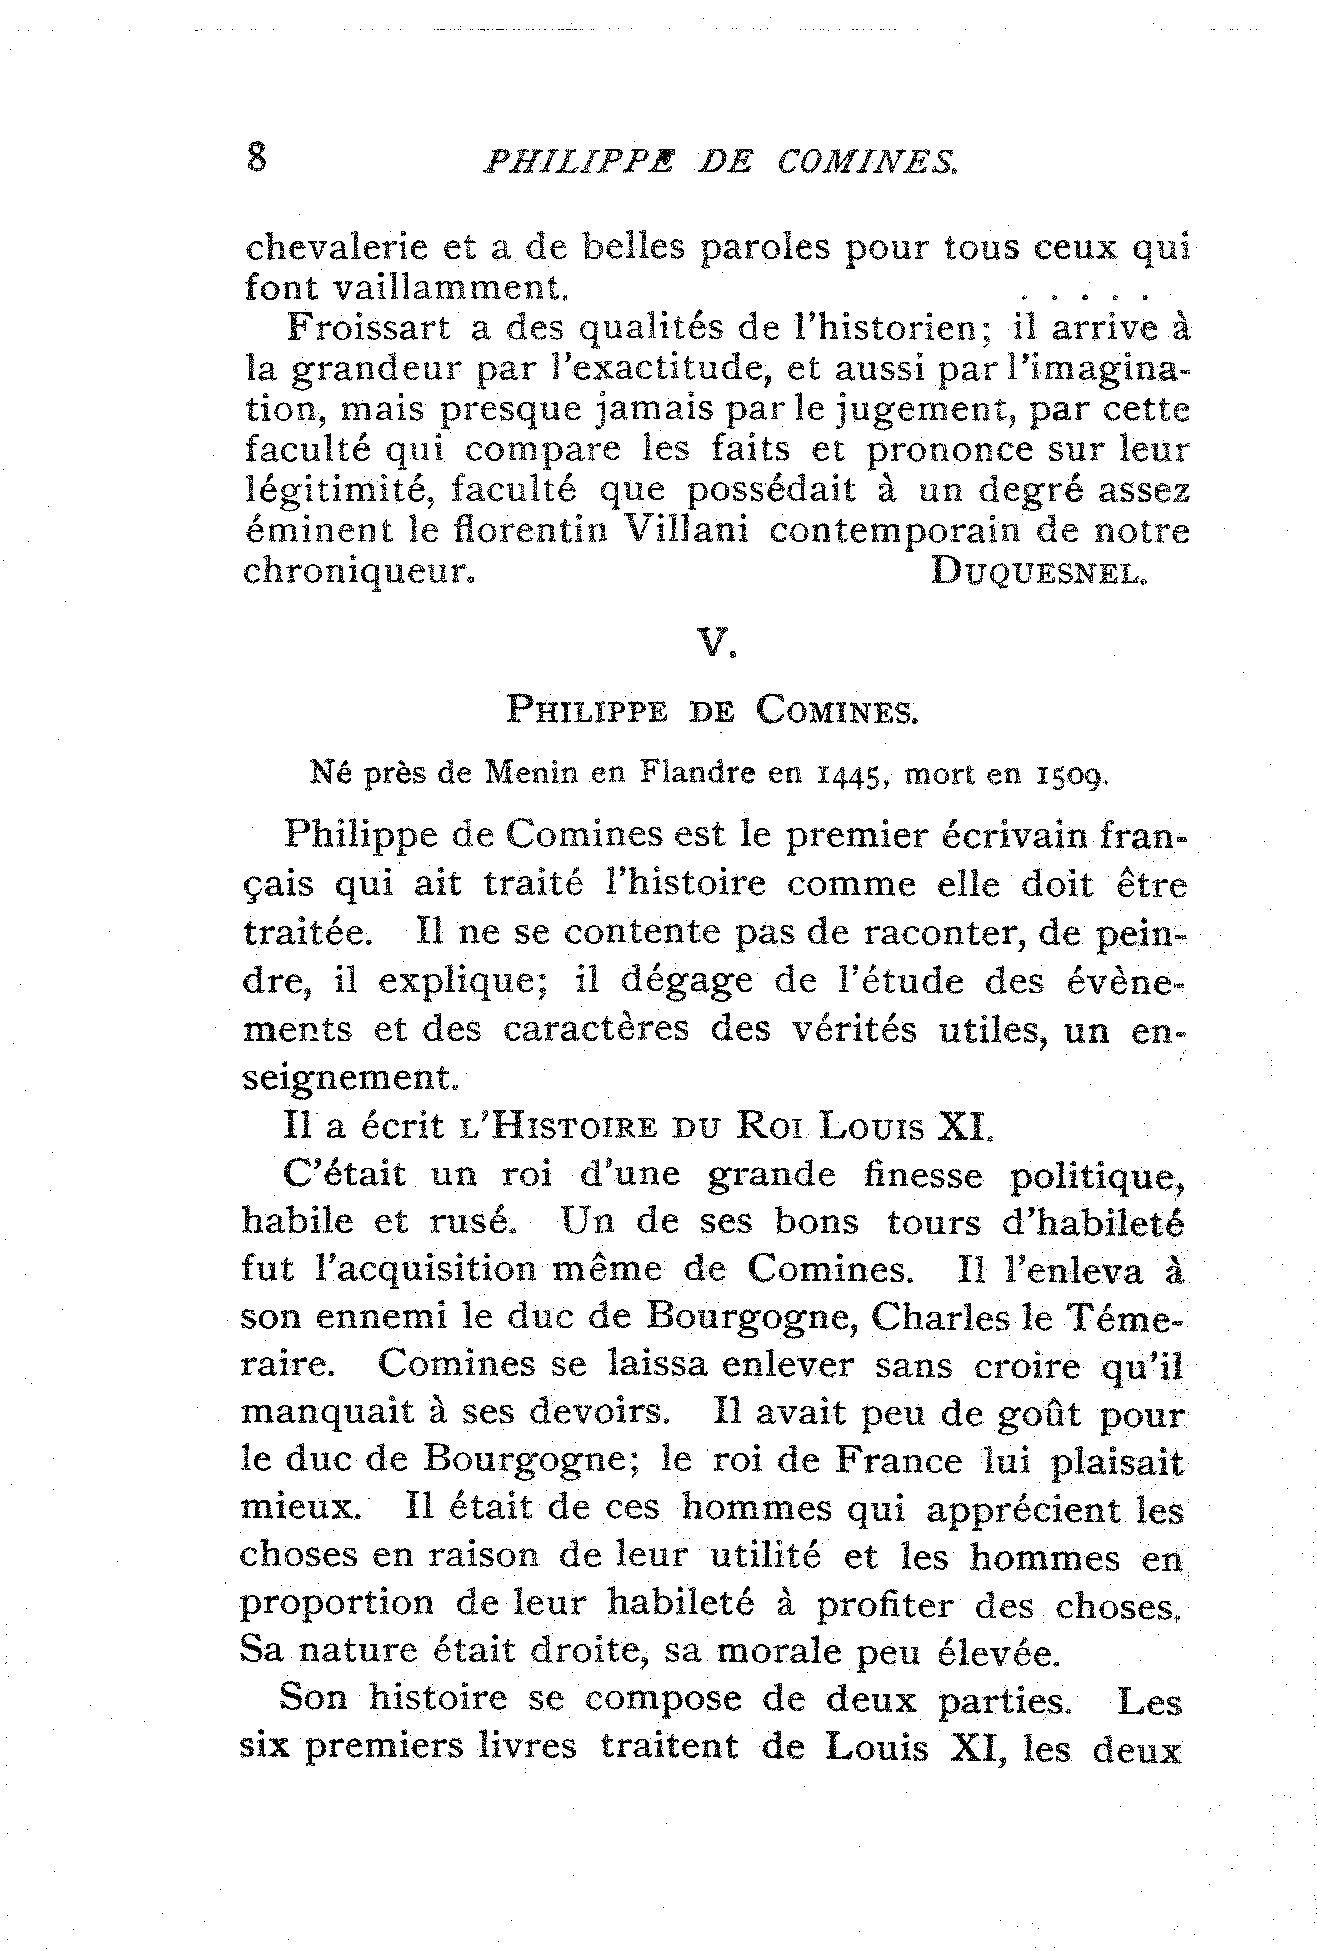 8 PHILIPPE DE COMINES.
chevalerie et a de belles paroles pour tous ceux qui
font vaillamment. . . . . .
Froissart a des qualités de l'historien; il arrive à
la grandeur par l'exactitude, et aussi par l'imagina-
tion, mais presque jamais par le jugement, par cette
faculté qui compare les faits et prononce sur leur
légitimité, faculté que possédait à un degré assez
éminent le florentin Villani contemporain de notre
chroniqueur. DUQUESNEL.
V.
PHILIPPE DE COMINES.
Né près de Menin en Flandre en 1445, mort en 1509.
Philippe de Comines est le premier écrivain fran-
çais qui ait traité l'histoire comme elle doit être
traitée. Il ne se contente pas de raconter, de pein-
dre, il explique; il dégage de l'étude des évène-
ments et des caractères des vérités utiles, un en-
seignement.
Il a écrit L'HISTOIRE DU ROI LOUIS XI.
C'était un roi d'une grande finesse politique,
habile et rusé. Un de ses bons tours d'habileté
fut l'acquisition même de Comines. Il l'enleva à
son ennemi le duc de Bourgogne, Charles le Téme-
raire. Comines se laissa enlever sans croire qu'il
manquait à ses devoirs. Il avait peu de goût pour
le duc de Bourgogne; le roi de France lui plaisait
mieux. Il était de ces hommes qui apprécient les
choses en raison de leur utilité et les hommes en
proportion de leur habileté à profiter des choses.
Sa nature était droite, sa morale peu élevée.
Son histoire se compose de deux parties. Les
six premiers livres traitent de Louis XI, les deux